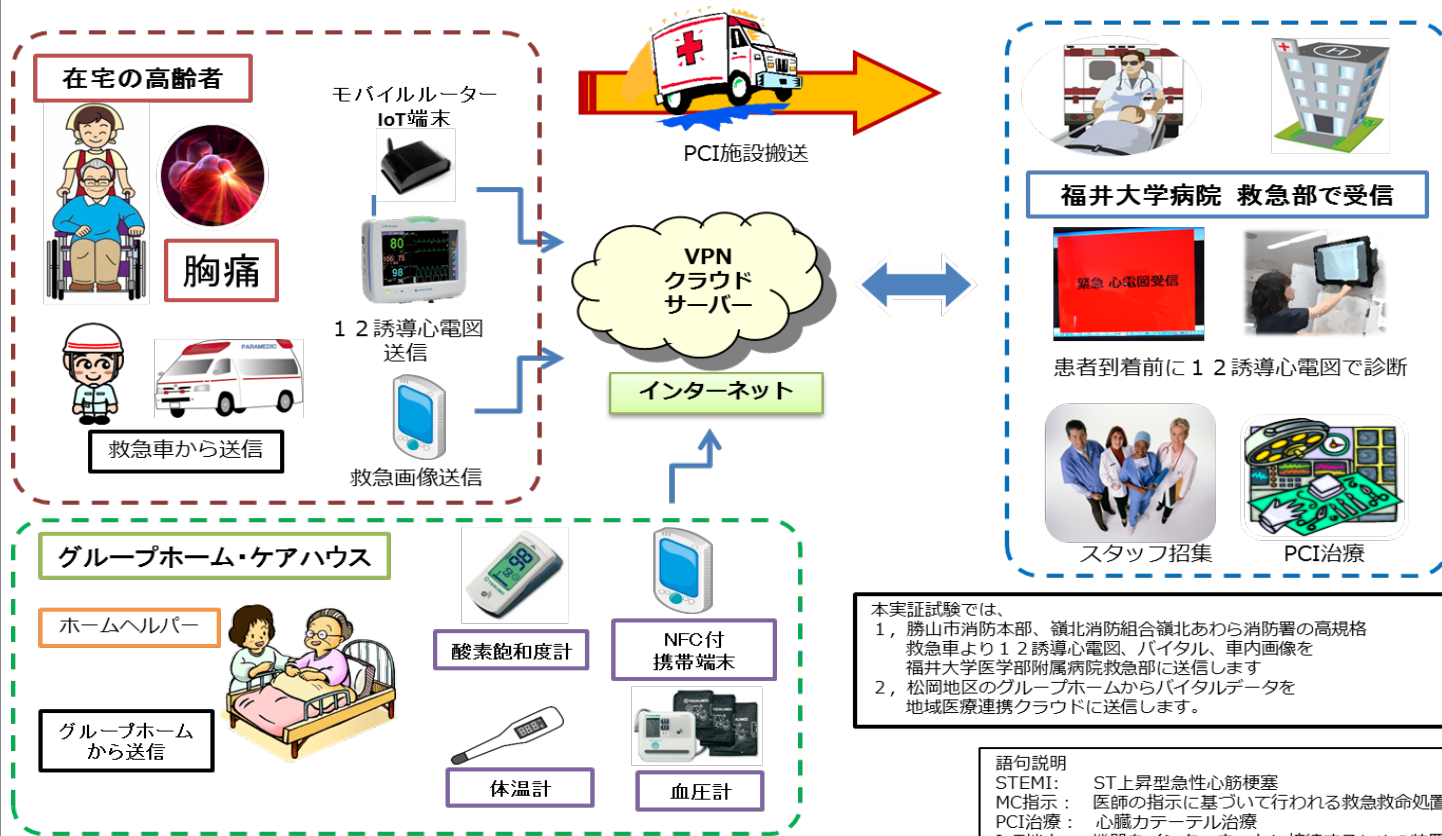 在宅の高齢者
胸痛
救急車から送信
PARAMEDIC
モバイルルーター
IoT端末
80
98
１２誘導心電図
送信
救急画像送信
PCI施設搬送
VPN
クラウド
サーバー
インターネット
H
福井大学病院 救急部で受信
緊急 心電図受信
患者到着前に１２誘導心電図で診断
スタッフ招集
PCI治療
グループホーム・ケアハウス
ホームヘルパー
グループホーム
から送信
98
酸素飽和度計
NFC付
携帯端末
体温計
血圧計
本実証試験では、
１，勝山市消防本部、嶺北消防組合嶺北あわら消防署の高規格
救急車より１２誘導心電図、バイタル、車内画像を
福井大学医学部附属病院救急部に送信します
２，松岡地区のグループホームからバイタルデータを
地域医療連携クラウドに送信します。
語句説明
STEMI: ST上昇型急性心筋梗塞
MC指示： 医師の指示に基づいて行われる救急救命処置
PCI治療： 心臓カテーテル治療